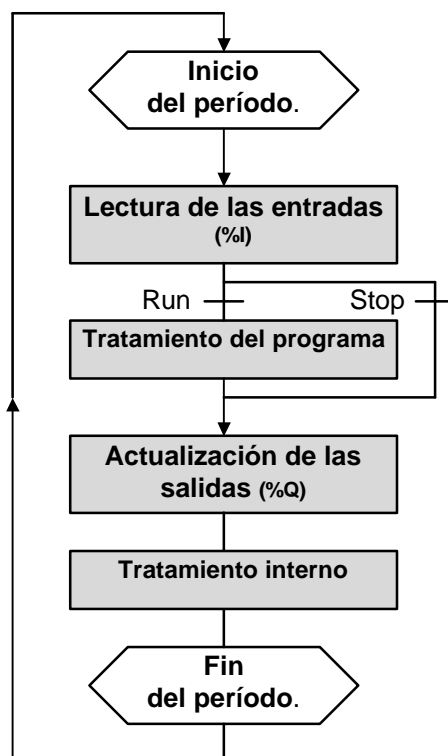 Inicio
del período.
Lectura de las entradas
(%I)
Run
Stop
Tratamiento del programa
Actualización de las
salidas (%Q)
Tratamiento interno
Fin
del período.